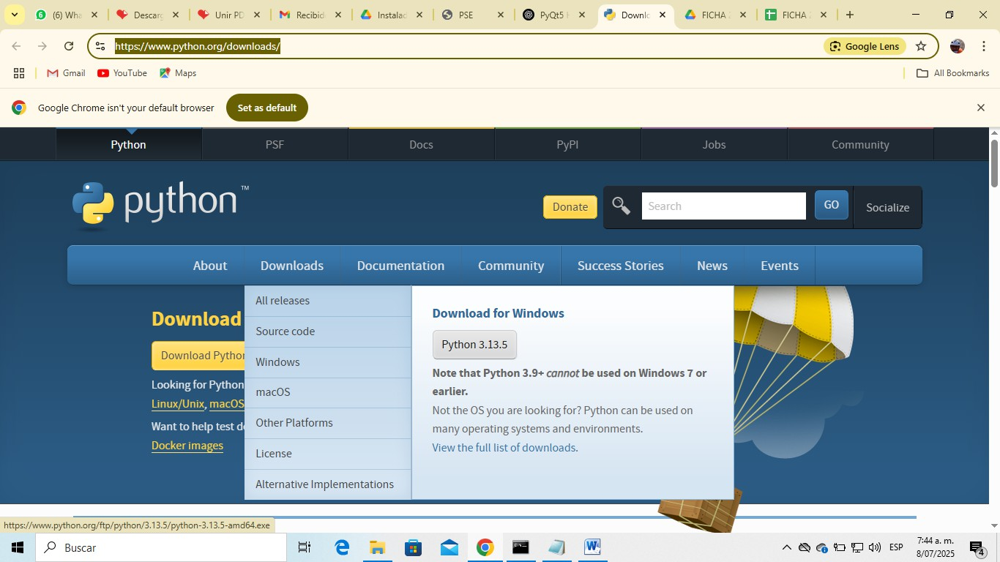 (6) Wha
Descarg
Unir PD
Recibid
Instalad
PSE
PyQt5 H
Downlo
FICHA 2
FICHA 2
https://www.python.org/downloads/
Google Lens
Gmail
YouTube
Maps
All Bookmarks
Google Chrome isn't your default browser
Set as default
Python
PSF
Docs
PyPI
Jobs
Community
python™
Donate
Search
GO
Socialize
About
Downloads
Documentation
Community
Success Stories
News
Events
Download
Download Python
Looking for Python
Linux/Unix, macOS
Want to help test de
Docker images
All releases
Source code
Windows
macOS
Other Platforms
License
Alternative Implementations
Download for Windows
Python 3.13.5
Note that Python 3.9+ cannot be used on Windows 7 or
earlier.
Not the OS you are looking for? Python can be used on
many operating systems and environments.
View the full list of downloads.
https://www.python.org/ftp/python/3.13.5/python-3.13.5-amd64.exe
Buscar
ESP
7:44 a. m.
8/07/2025
4